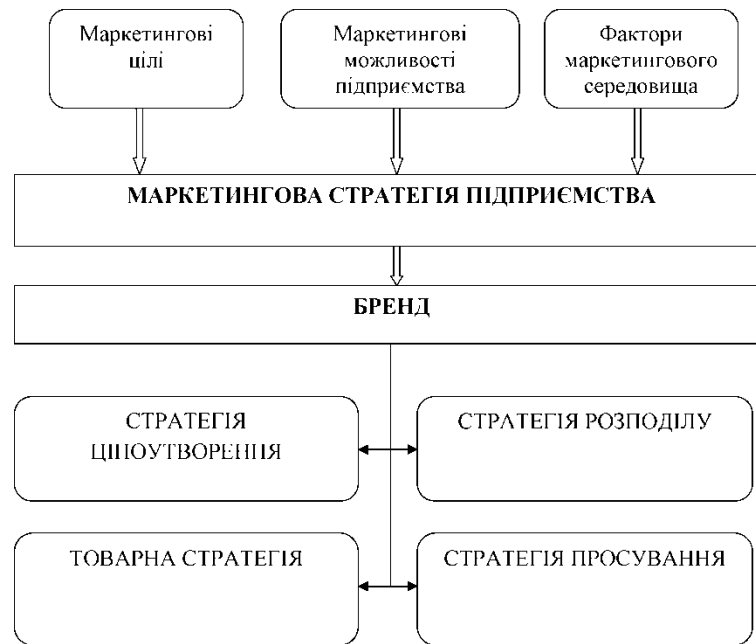 Маркетингові
цілі
Маркетингові
можливості
підприємства
Фактори
маркетингового
середовища
МАРКЕТИНГОВА СТРАТЕГІЯ ПІДПРИЄМСТВА
БРЕНД
СТРАТЕГІЯ
ЦІНОУТВОРЕННЯ
СТРАТЕГІЯ РОЗПОДІЛУ
ТОВАРНА СТРАТЕГІЯ
СТРАТЕГІЯ ПРОСУВАННЯ